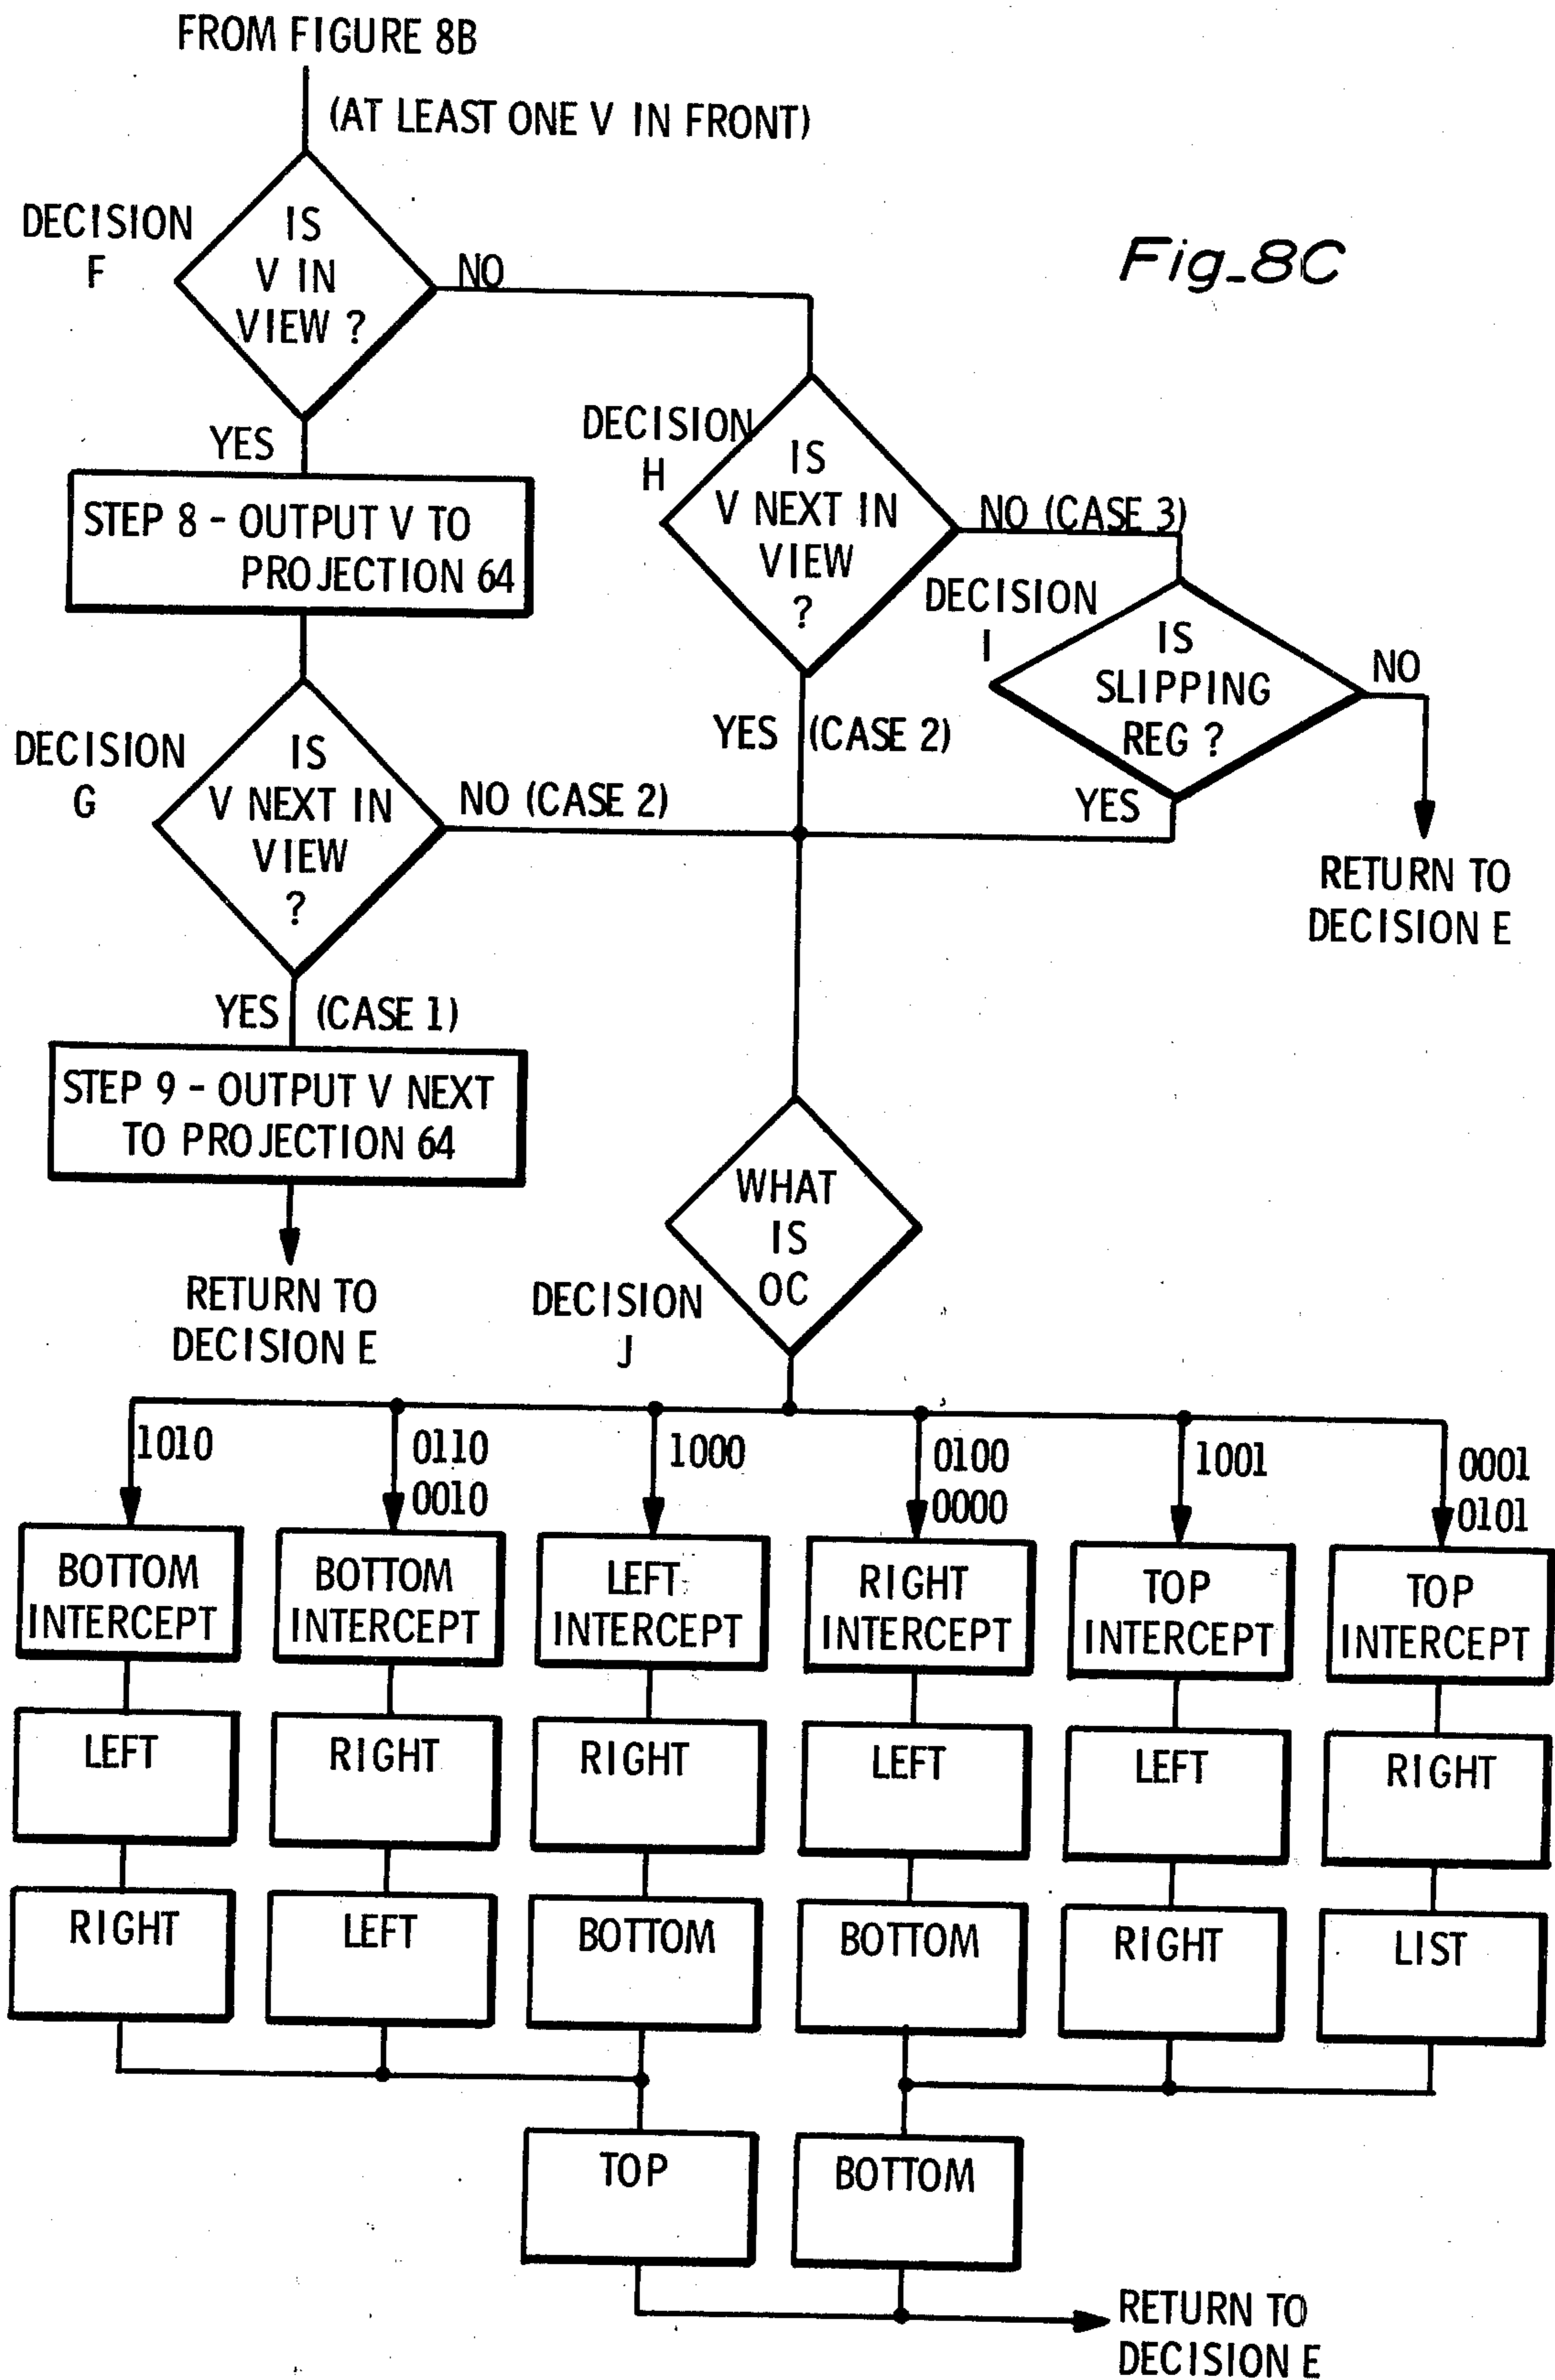 FROM FIGURE 8B
(AT LEAST ONE V IN FRONT)
DECISION
F
IS
V IN
VIEW ?
NO
Fig_8C
YES
STEP 8 - OUTPUT V TO
PROJECTION 64
DECISION
H
IS
V NEXT IN
VIEW
?
NO (CASE 3)
DECISION
I
IS
SLIPPING
REG ?
NO
YES
RETURN TO
DECISION E
YES (CASE 2)
DECISION
G
IS
V NEXT IN
VIEW
?
NO (CASE 2)
YES (CASE 1)
STEP 9 - OUTPUT V NEXT
TO PROJECTION 64
RETURN TO
DECISION E
WHAT
IS
OC
DECISION
J
1010
0110
0010
1000
0100
0000
1001
0001
0101
BOTTOM
INTERCEPT
BOTTOM
INTERCEPT
LEFT
INTERCEPT
RIGHT
INTERCEPT
TOP
INTERCEPT
TOP
INTERCEPT
LEFT
RIGHT
RIGHT
LEFT
LEFT
RIGHT
RIGHT
LEFT
BOTTOM
BOTTOM
RIGHT
LIST
TOP
BOTTOM
RETURN TO
DECISION E